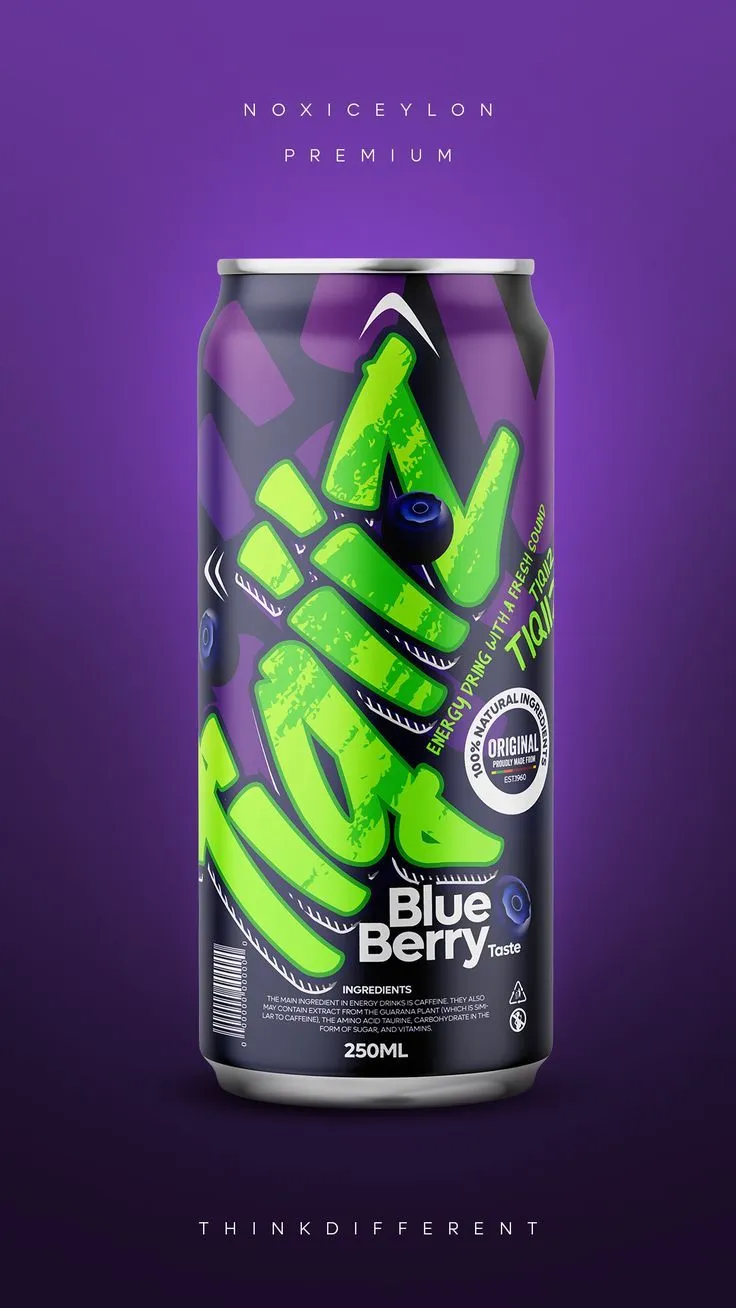 NOXICEYLON
PREMIUM
Tiqiiz
ENERGY DRING WITH A FRESH SOUND
TIQIIZ
TIQIIZ
100% NATURAL INGREDIENTS
ORIGINAL
PROUDLY MADE FROM
EST.1960
Blue
Berry Taste
INGREDIENTS
THE MAIN INGREDIENT IN ENERGY DRINKS IS CAFFEINE. THEY ALSO
MAY CONTAIN EXTRACT FROM THE GUARANA PLANT (WHICH IS SIMI-
LAR TO CAFFEINE), THE AMINO ACID TAURINE, CARBOHYDRATE IN THE
FORM OF SUGAR, AND VITAMINS.
250ML
THINKDIFFERENT